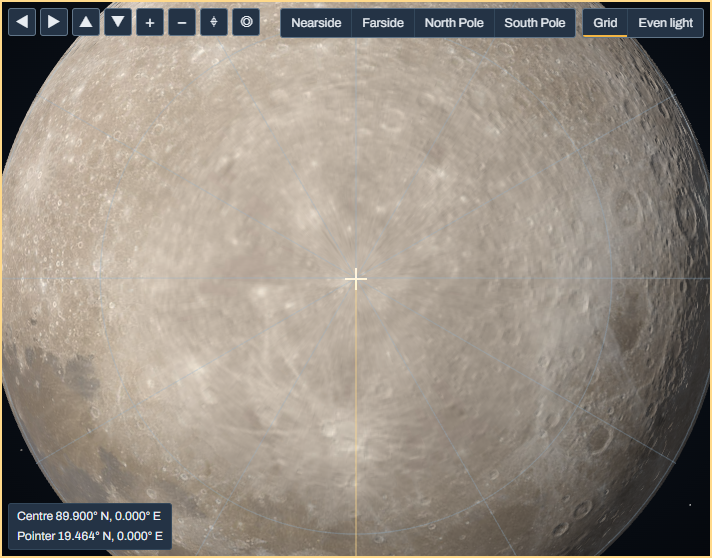 Nearside Farside North Pole South Pole Grid Even light
Centre 89.900° N, 0.000° E
Pointer 19.464° N, 0.000° E